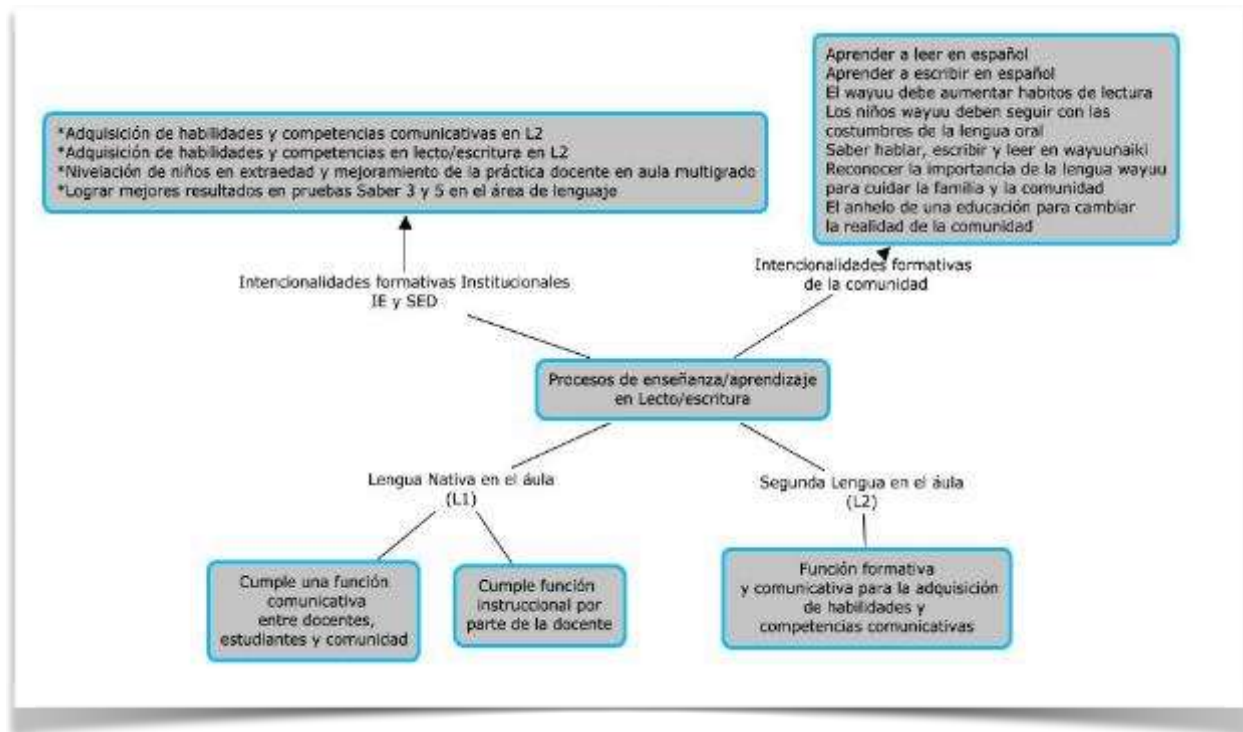 Aprender a leer en español
Aprender a escribir en español
El wayuu debe aumentar habitos de lectura
Los niños wayuu deben seguir con las
costumbres de la lengua oral
Saber hablar, escribir y leer en wayuunaiki
Reconocer la importancia de la lengua wayuu
para cuidar la familia y la comunidad
El anhelo de una educación para cambiar
la realidad de la comunidad
*Adquisición de habilidades y competencias comunicativas en L2
*Adquisición de habilidades y competencias en lecto/escritura en L2
*Nivelación de niños en extraedad y mejoramiento de la práctica docente en aula multigrado
*Lograr mejores resultados en pruebas Saber 3 y 5 en el área de lenguaje
Intencionalidades formativas Institucionales
IE y SED
Intencionalidades formativas
de la comunidad
Procesos de enseñanza/aprendizaje
en Lecto/escritura
Lengua Nativa en el áula
(L1)
Segunda Lengua en el áula
(L2)
Cumple una función
comunicativa
entre docentes,
estudiantes y comunidad
Cumple función
instruccional por
parte de la docente
Función formativa
y comunicativa para la adquisición
de habilidades y
competencias comunicativas